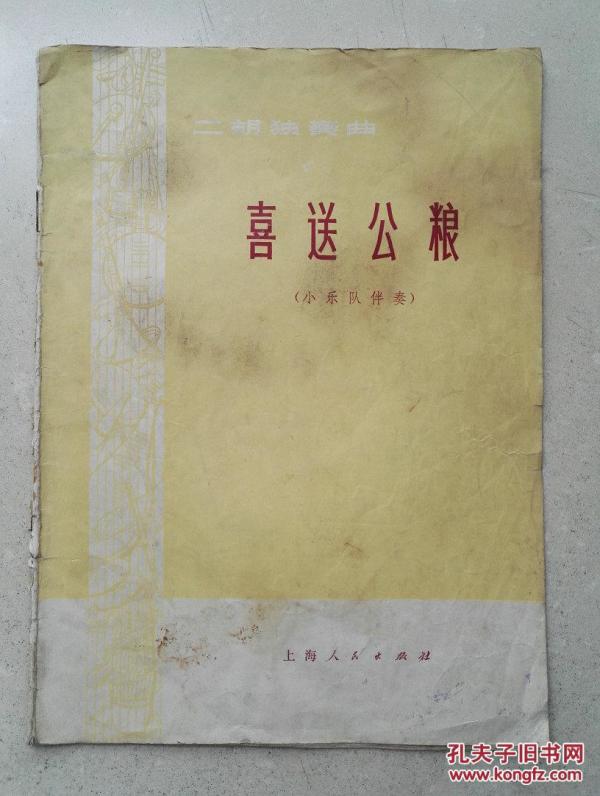 二胡独奏曲
喜送公粮
（小乐队伴奏）
上海人民出版社
孔夫子旧书网
www.kongfz.com